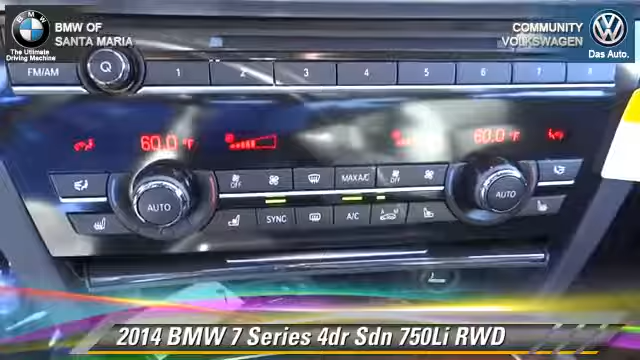 BMW
BMW OF
SANTA MARIA
The Ultimate
Driving Machine
COMMUNITY
VOLKSWAGEN
Das Auto.
FM/AM 1 2 3 4 5 6 7 8
60.0 °F 60.0 °F
OFF MAX A/C OFF
AUTO SYNC A/C AUTO
2014 BMW 7 Series 4dr Sdn 750Li RWD